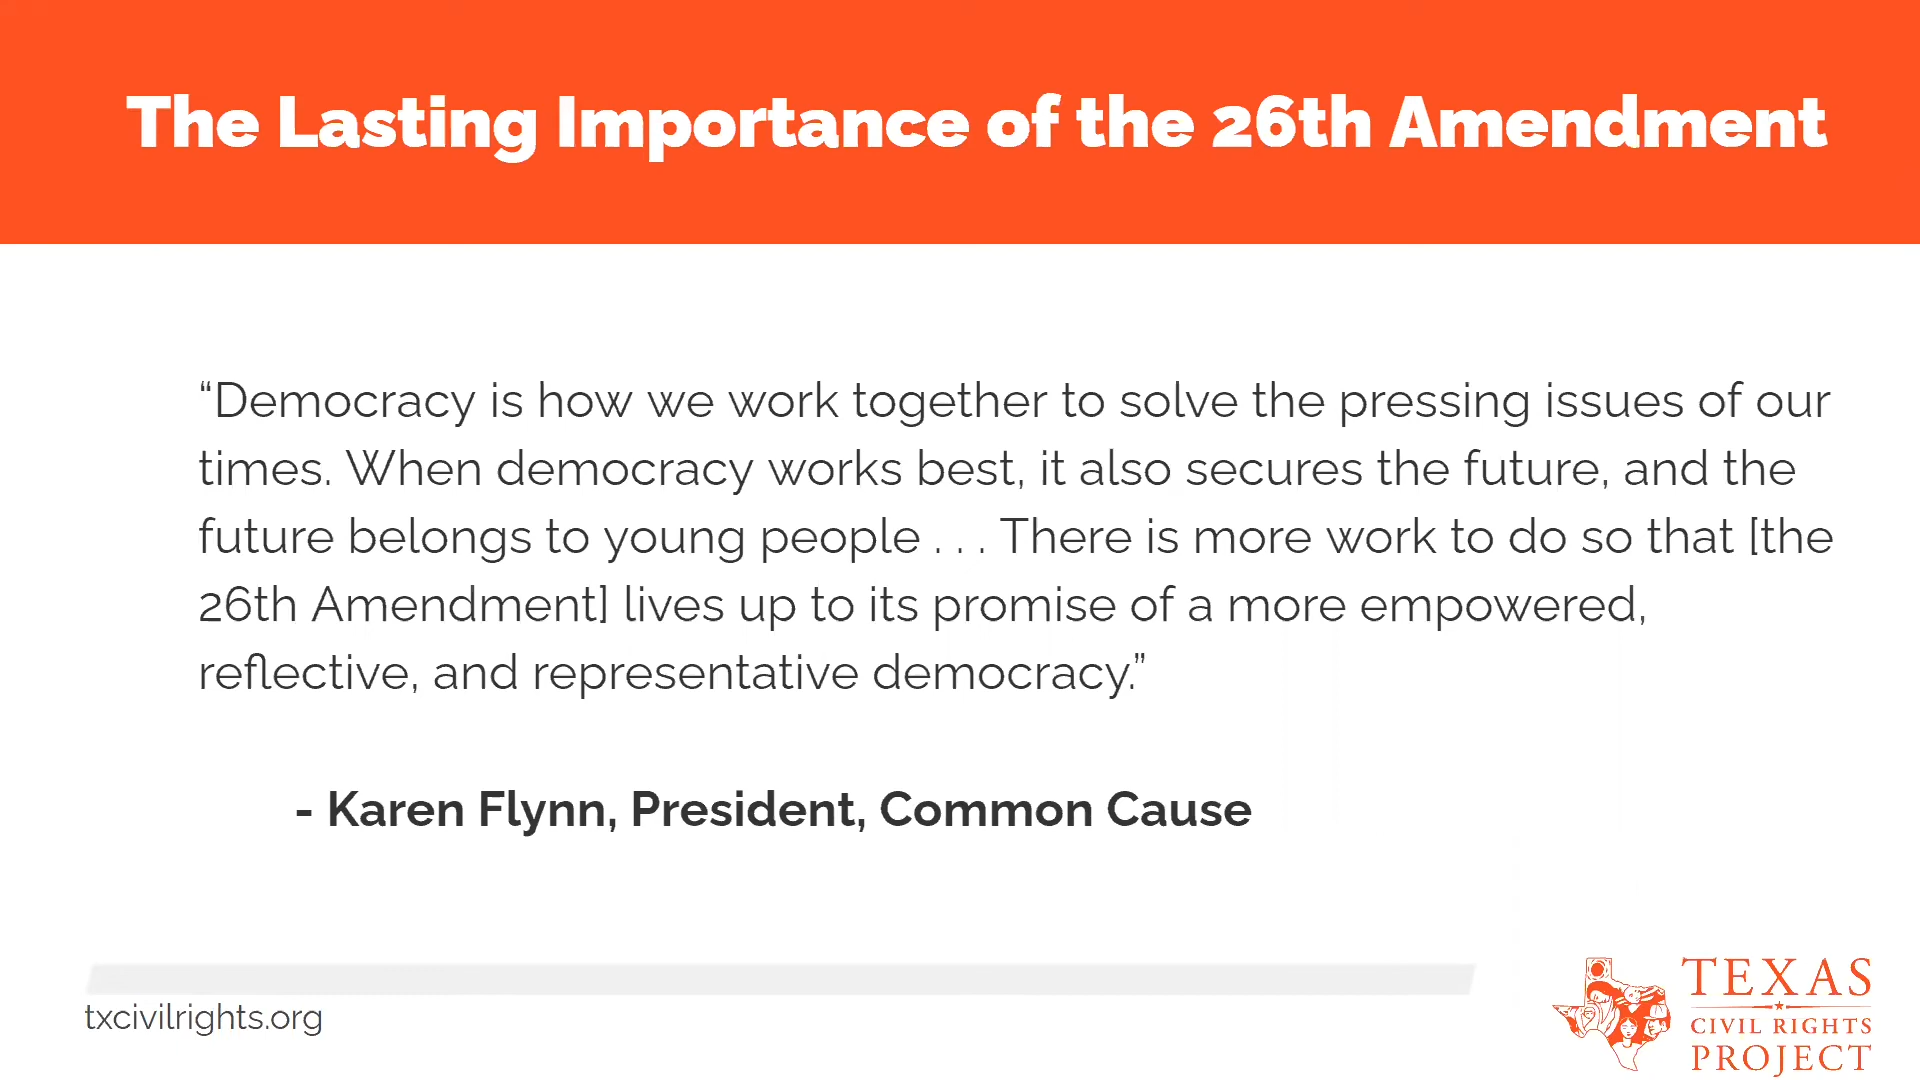 The Lasting Importance of the 26th Amendment
“Democracy is how we work together to solve the pressing issues of our
times. When democracy works best, it also secures the future, and the
future belongs to young people . . . There is more work to do so that [the
26th Amendment] lives up to its promise of a more empowered,
reflective, and representative democracy.”
- Karen Flynn, President, Common Cause
txcivilrights.org
TEXAS
CIVIL RIGHTS
PROJECT